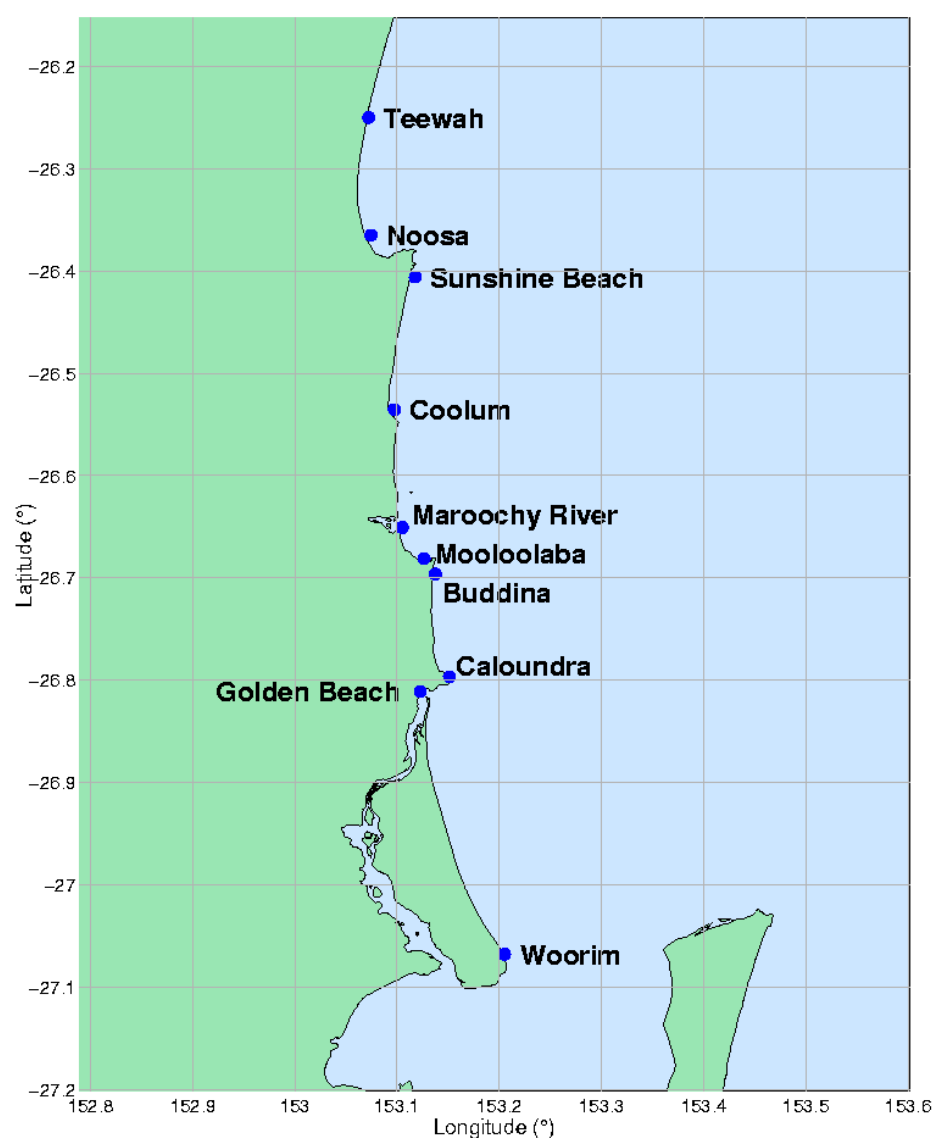 −26.2
Teewah
−26.3
Noosa
−26.4
Sunshine Beach
−26.5
Coolum
−26.6
Maroochy River
Mooloolaba
Latitude (°)
−26.7
Buddina
Caloundra
−26.8
Golden Beach
−26.9
−27
Woorim
−27.1
−27.2
152.8 152.9 153 153.1 153.2 153.3 153.4 153.5 153.6
Longitude (°)